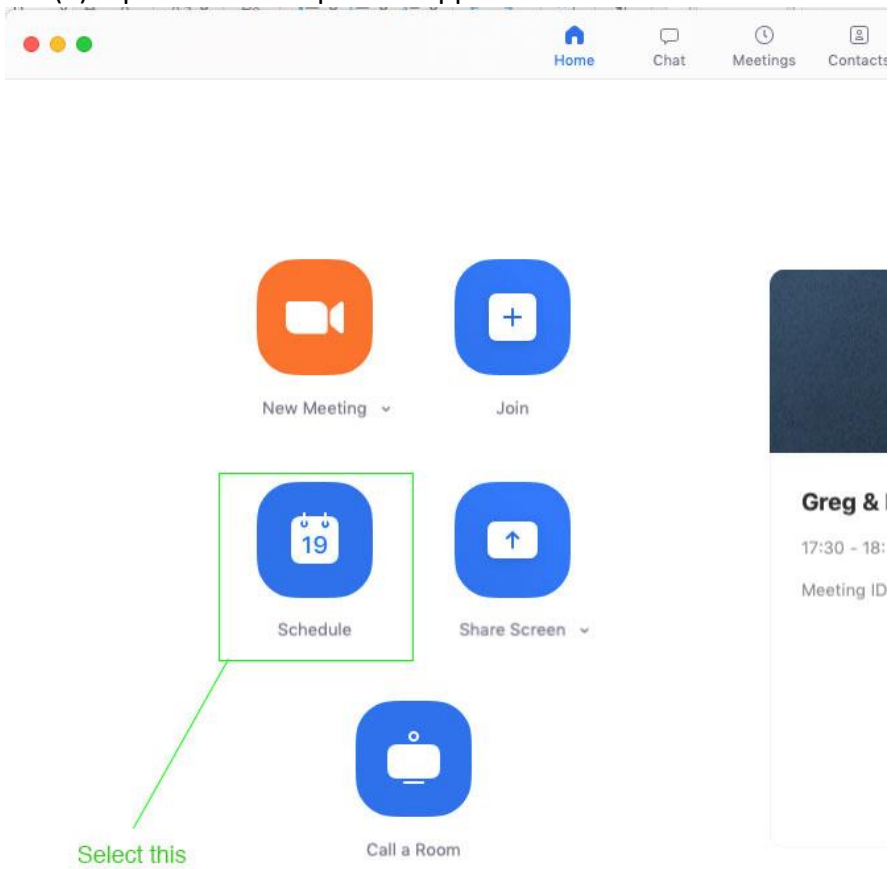 Home Chat Meetings Contacts
New Meeting Join
19
Schedule Share Screen
Greg &
17:30 - 18:
Meeting ID
Call a Room
Select this